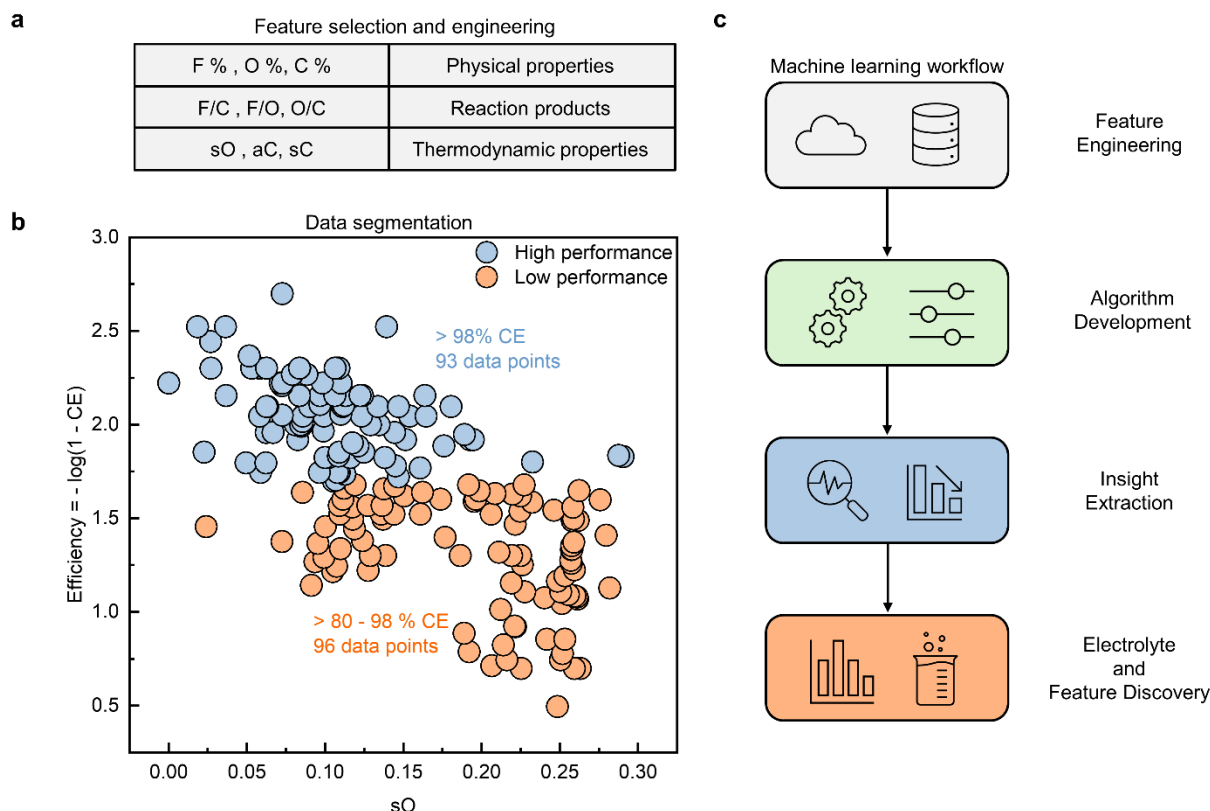 a
Feature selection and engineering
F % , O %, C %
Physical properties
F/C , F/O, O/C
Reaction products
sO , aC, sC
Thermodynamic properties
b
Data segmentation
Efficiency = - log(1 - CE)
3.0
2.5
2.0
1.5
1.0
0.5
High performance
Low performance
> 98% CE
93 data points
> 80 - 98 % CE
96 data points
0.00 0.05 0.10 0.15 0.20 0.25 0.30
sO
c
Machine learning workflow
Feature
Engineering
Algorithm
Development
Insight
Extraction
Electrolyte
and
Feature Discovery